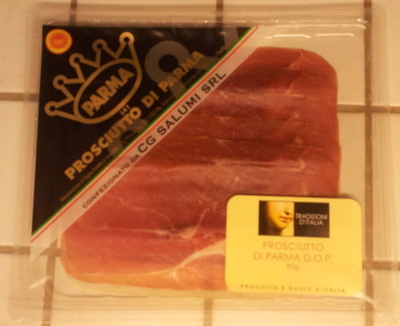 PARMA
PROSCIUTTO DI PARMA
CONFEZIONATO DA CG SALUMI SRL
TRADIZIONI
D'ITALIA
PROSCIUTTO
DI PARMA D.O.P.
PRODOTTO E GUSTO D'ITALIA